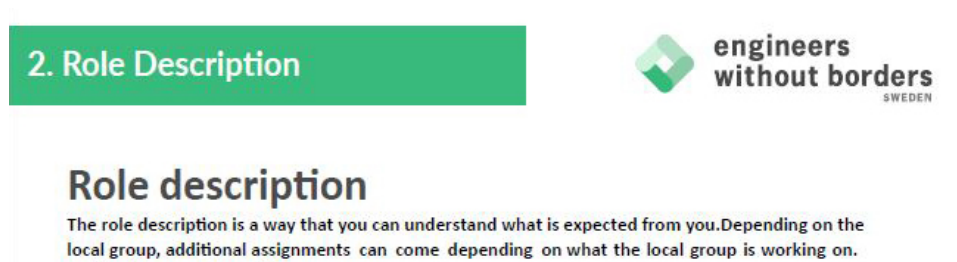 2. Role Description
engineers
without borders
SWEDEN
Role description
The role description is a way that you can understand what is expected from you.Depending on the
local group, additional assignments can come depending on what the local group is working on.